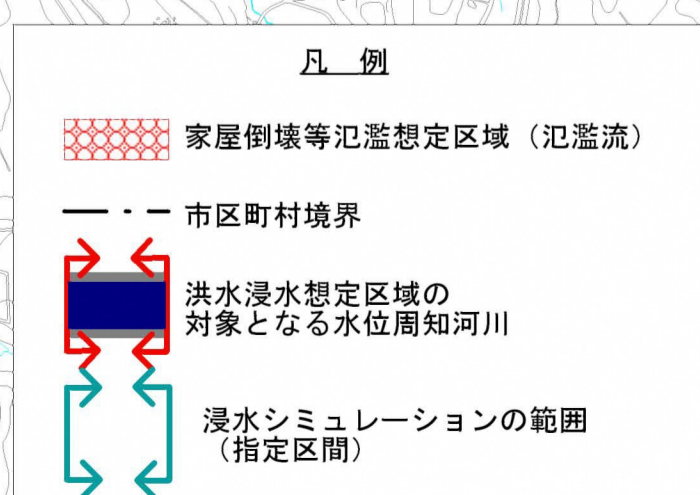 凡　例
家屋倒壊等氾濫想定区域（氾濫流）
市区町村境界
洪水浸水想定区域の
対象となる水位周知河川
浸水シミュレーションの範囲
（指定区間）